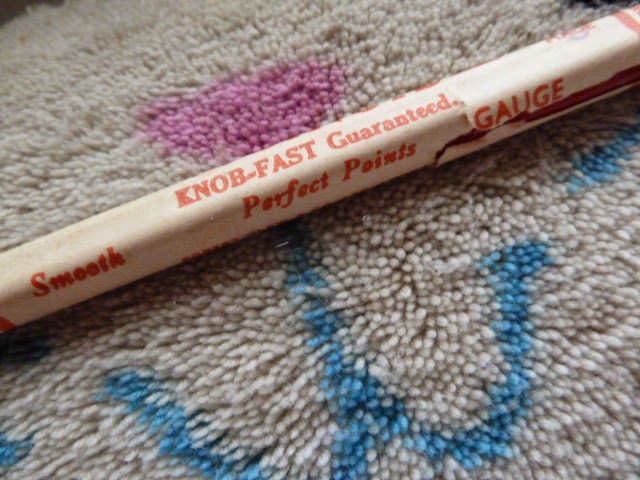 KNOB-FAST Guaranteed.
GAUGE
Perfect Points
Smooth